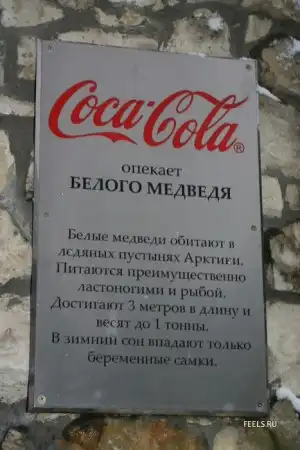 Coca-Cola®
опекает
БЕЛОГО МЕДВЕДЯ
Белые медведи обитают в
ледяных пустынях Арктики.
Питаются преимущественно
ластоногими и рыбой.
Достигают 3 метров в длину и
весят до 1 тонны.
В зимний сон впадают только
беременные самки.
FEELS.RU